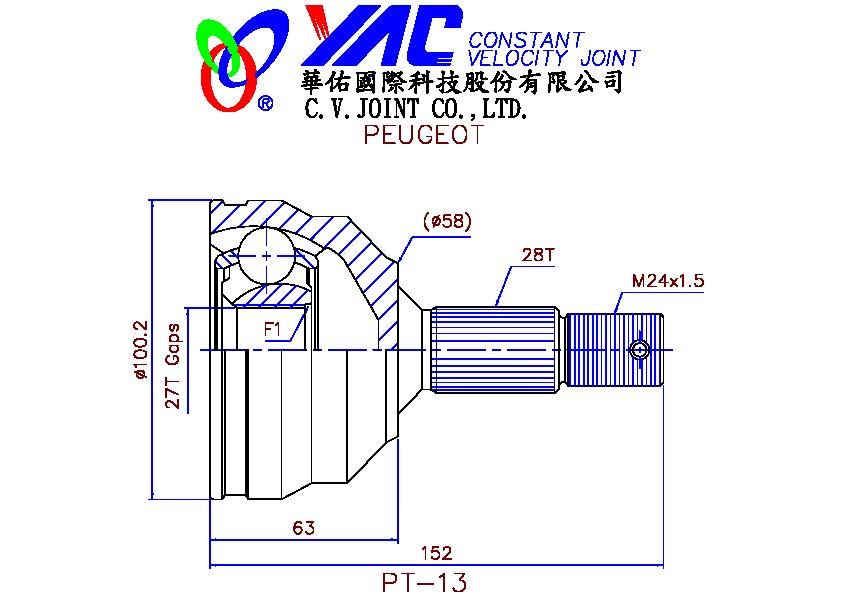 YAC CONSTANT
VELOCITY JOINT
®
華佑國際科技股份有限公司
C.V.JOINT CO.,LTD.
PEUGEOT
(ø58)
28T
M24x1.5
F1
ø100.2
27T Gaps
63
152
PT-13